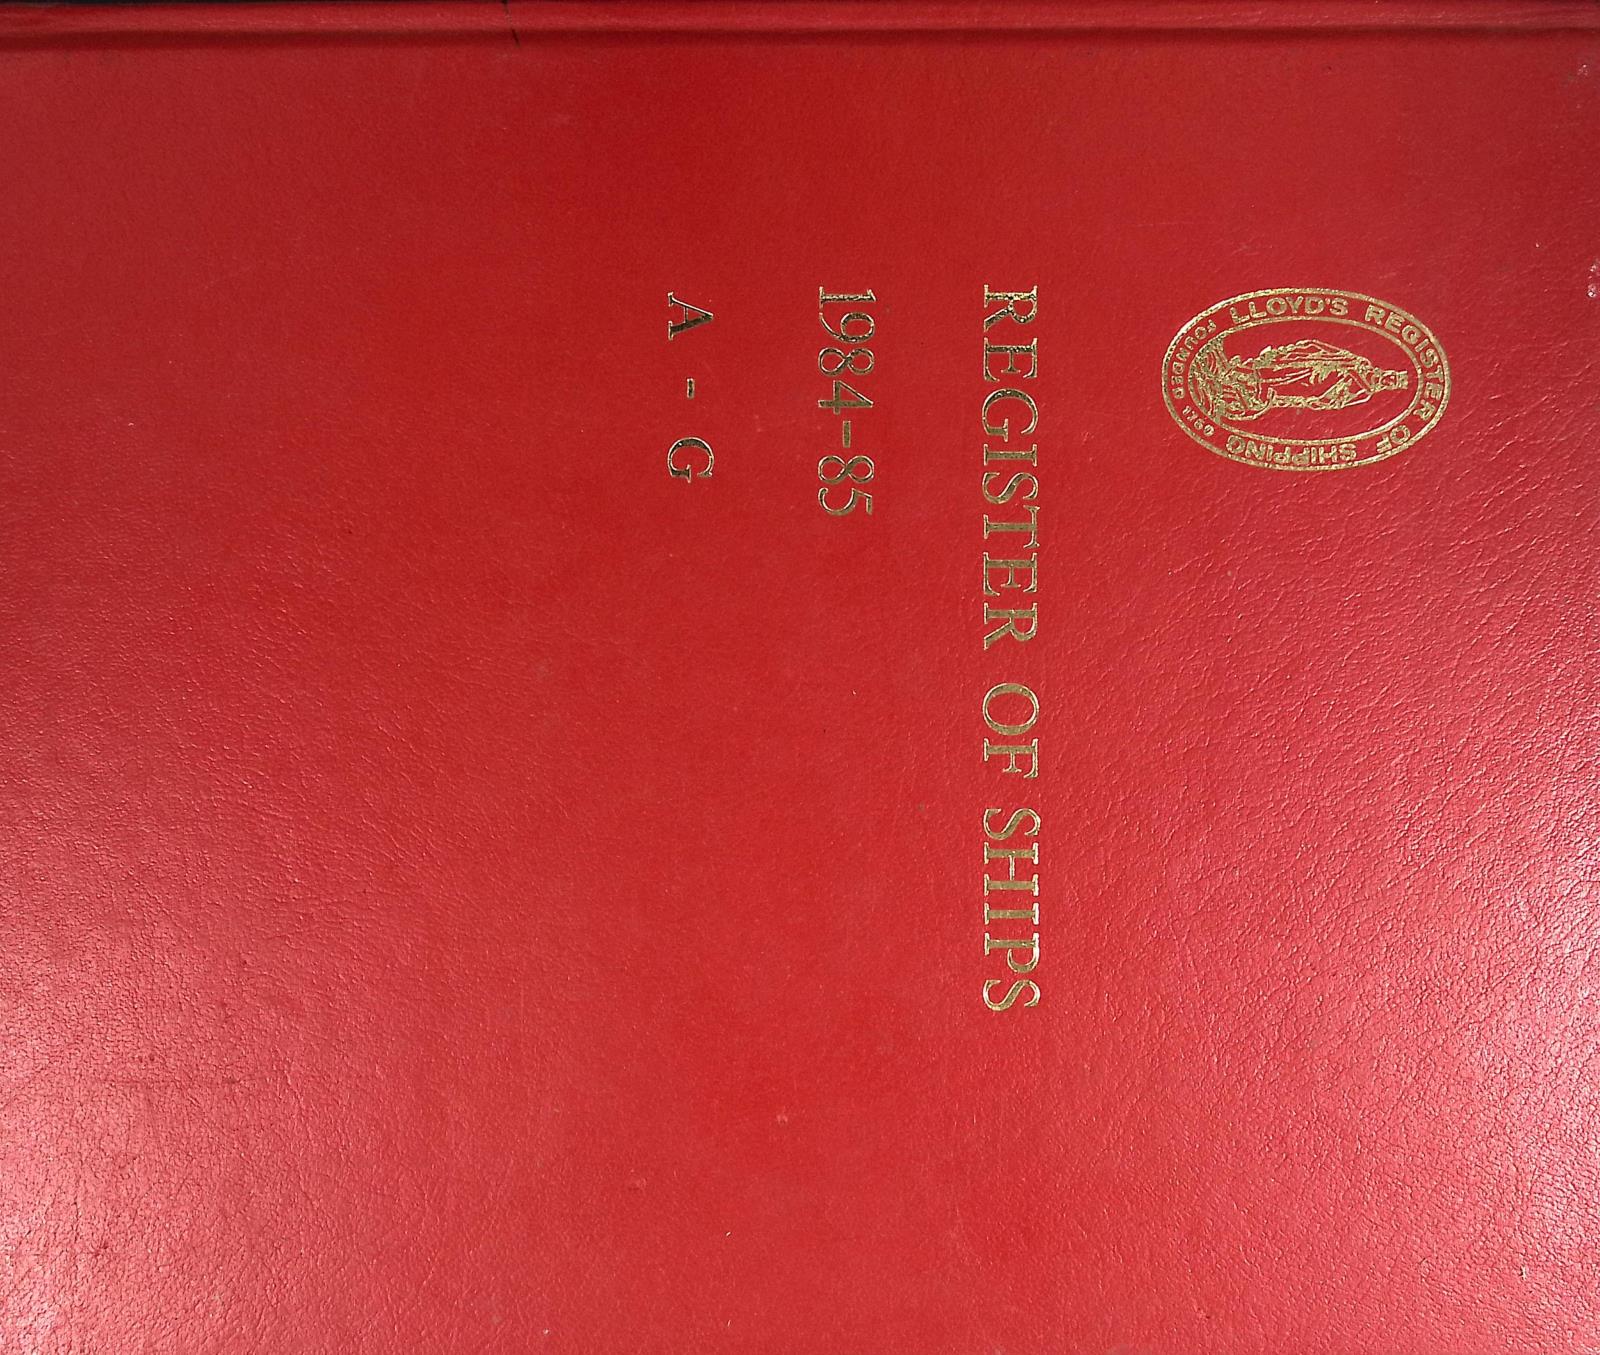 LLOYD'S REGISTER OF SHIPPING
FOUNDED 1760
REGISTER OF SHIPS
1984-85
A - G